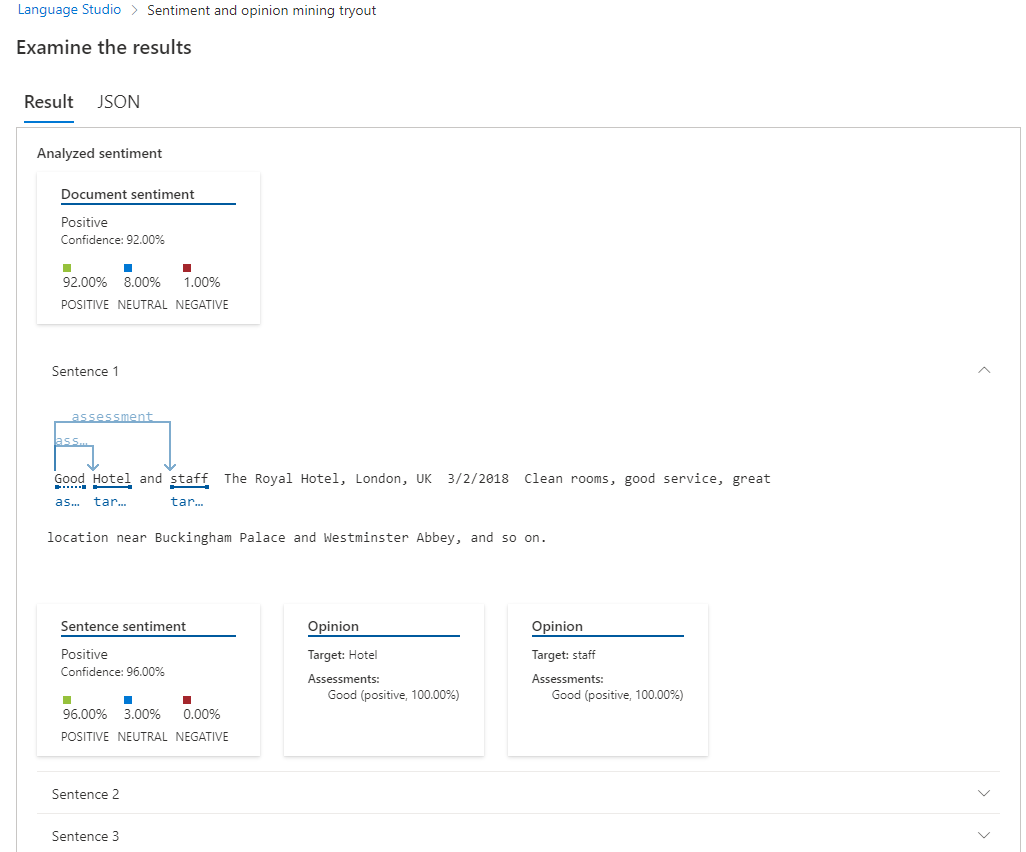 Language Studio > Sentiment and opinion mining tryout
Examine the results
Result JSON
Analyzed sentiment
Document sentiment
Positive
Confidence: 92.00%
92.00% 8.00% 1.00%
POSITIVE NEUTRAL NEGATIVE
Sentence 1
assessment
ass…
Good Hotel and staff The Royal Hotel, London, UK 3/2/2018 Clean rooms, good service, great
as… tar… tar…
location near Buckingham Palace and Westminster Abbey, and so on.
Sentence sentiment
Positive
Confidence: 96.00%
96.00% 3.00% 0.00%
POSITIVE NEUTRAL NEGATIVE
Opinion
Target: Hotel
Assessments:
Good (positive, 100.00%)
Opinion
Target: staff
Assessments:
Good (positive, 100.00%)
Sentence 2
Sentence 3